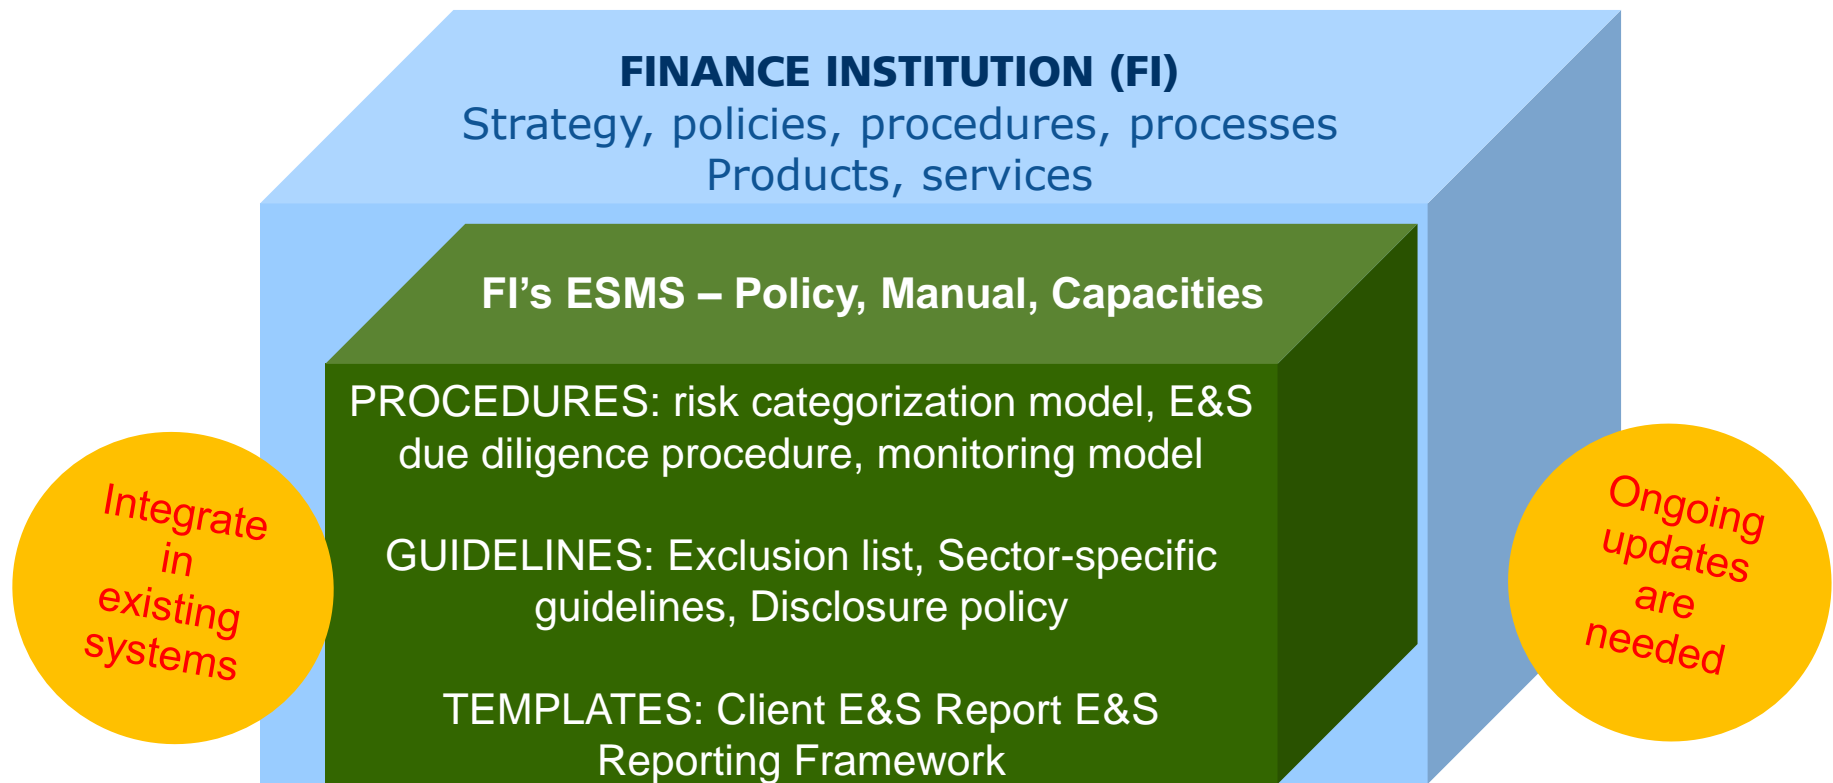 FINANCE INSTITUTION (FI)
Strategy, policies, procedures, processes
Products, services
FI’s ESMS – Policy, Manual, Capacities
PROCEDURES: risk categorization model, E&S
due diligence procedure, monitoring model
GUIDELINES: Exclusion list, Sector-specific
guidelines, Disclosure policy
TEMPLATES: Client E&S Report E&S
Reporting Framework
Integrate
in
existing
systems
Ongoing
updates
are
needed